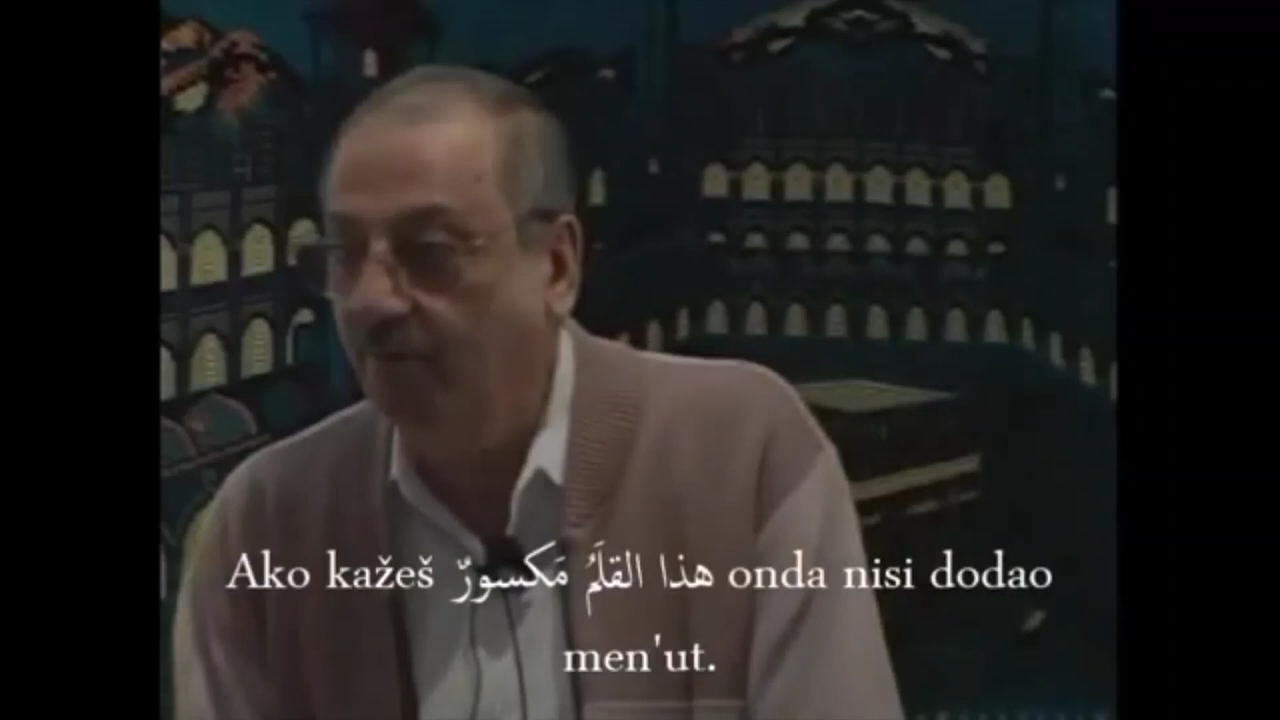 Ako kažeš هذا القلَمُ مَكسورٌ onda nisi dodao
men'ut.